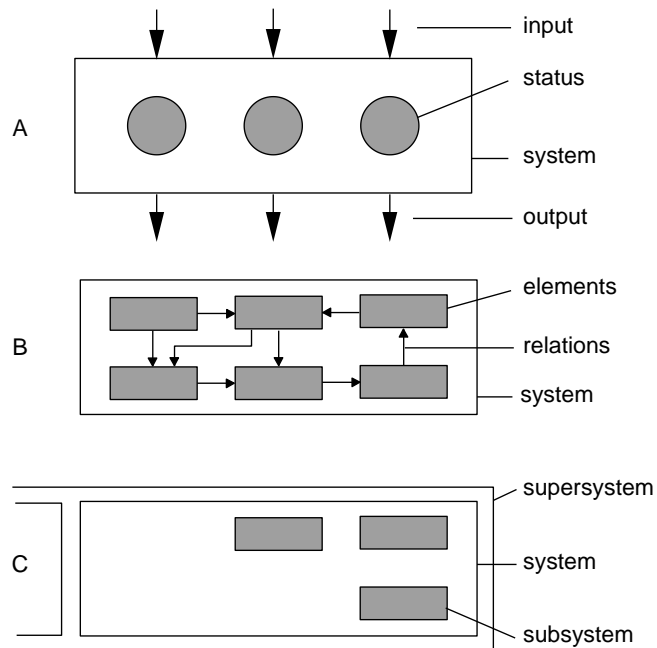 input
status
A
system
output
elements
B
relations
system
supersystem
C
system
subsystem